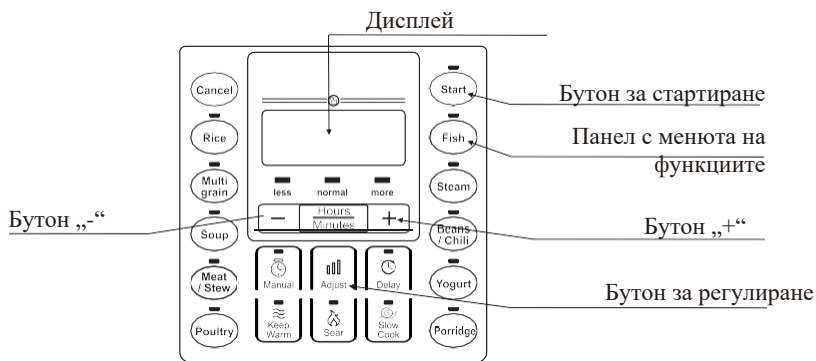 Дисплей
Cancel
Start
Бутон за стартиране
Rice
Fish
Панел с менюта на
функциите
Multi
grain
less normal more
Steam
Бутон „-“
Hours
Minutes
− +
Soup
Beans
/ Chili
Бутон „+“
Meat
/ Stew
Manual Adjust Delay
Yogurt
Бутон за регулиране
Poultry
Keep
Warm
Sear
Slow
Cook
Porridge